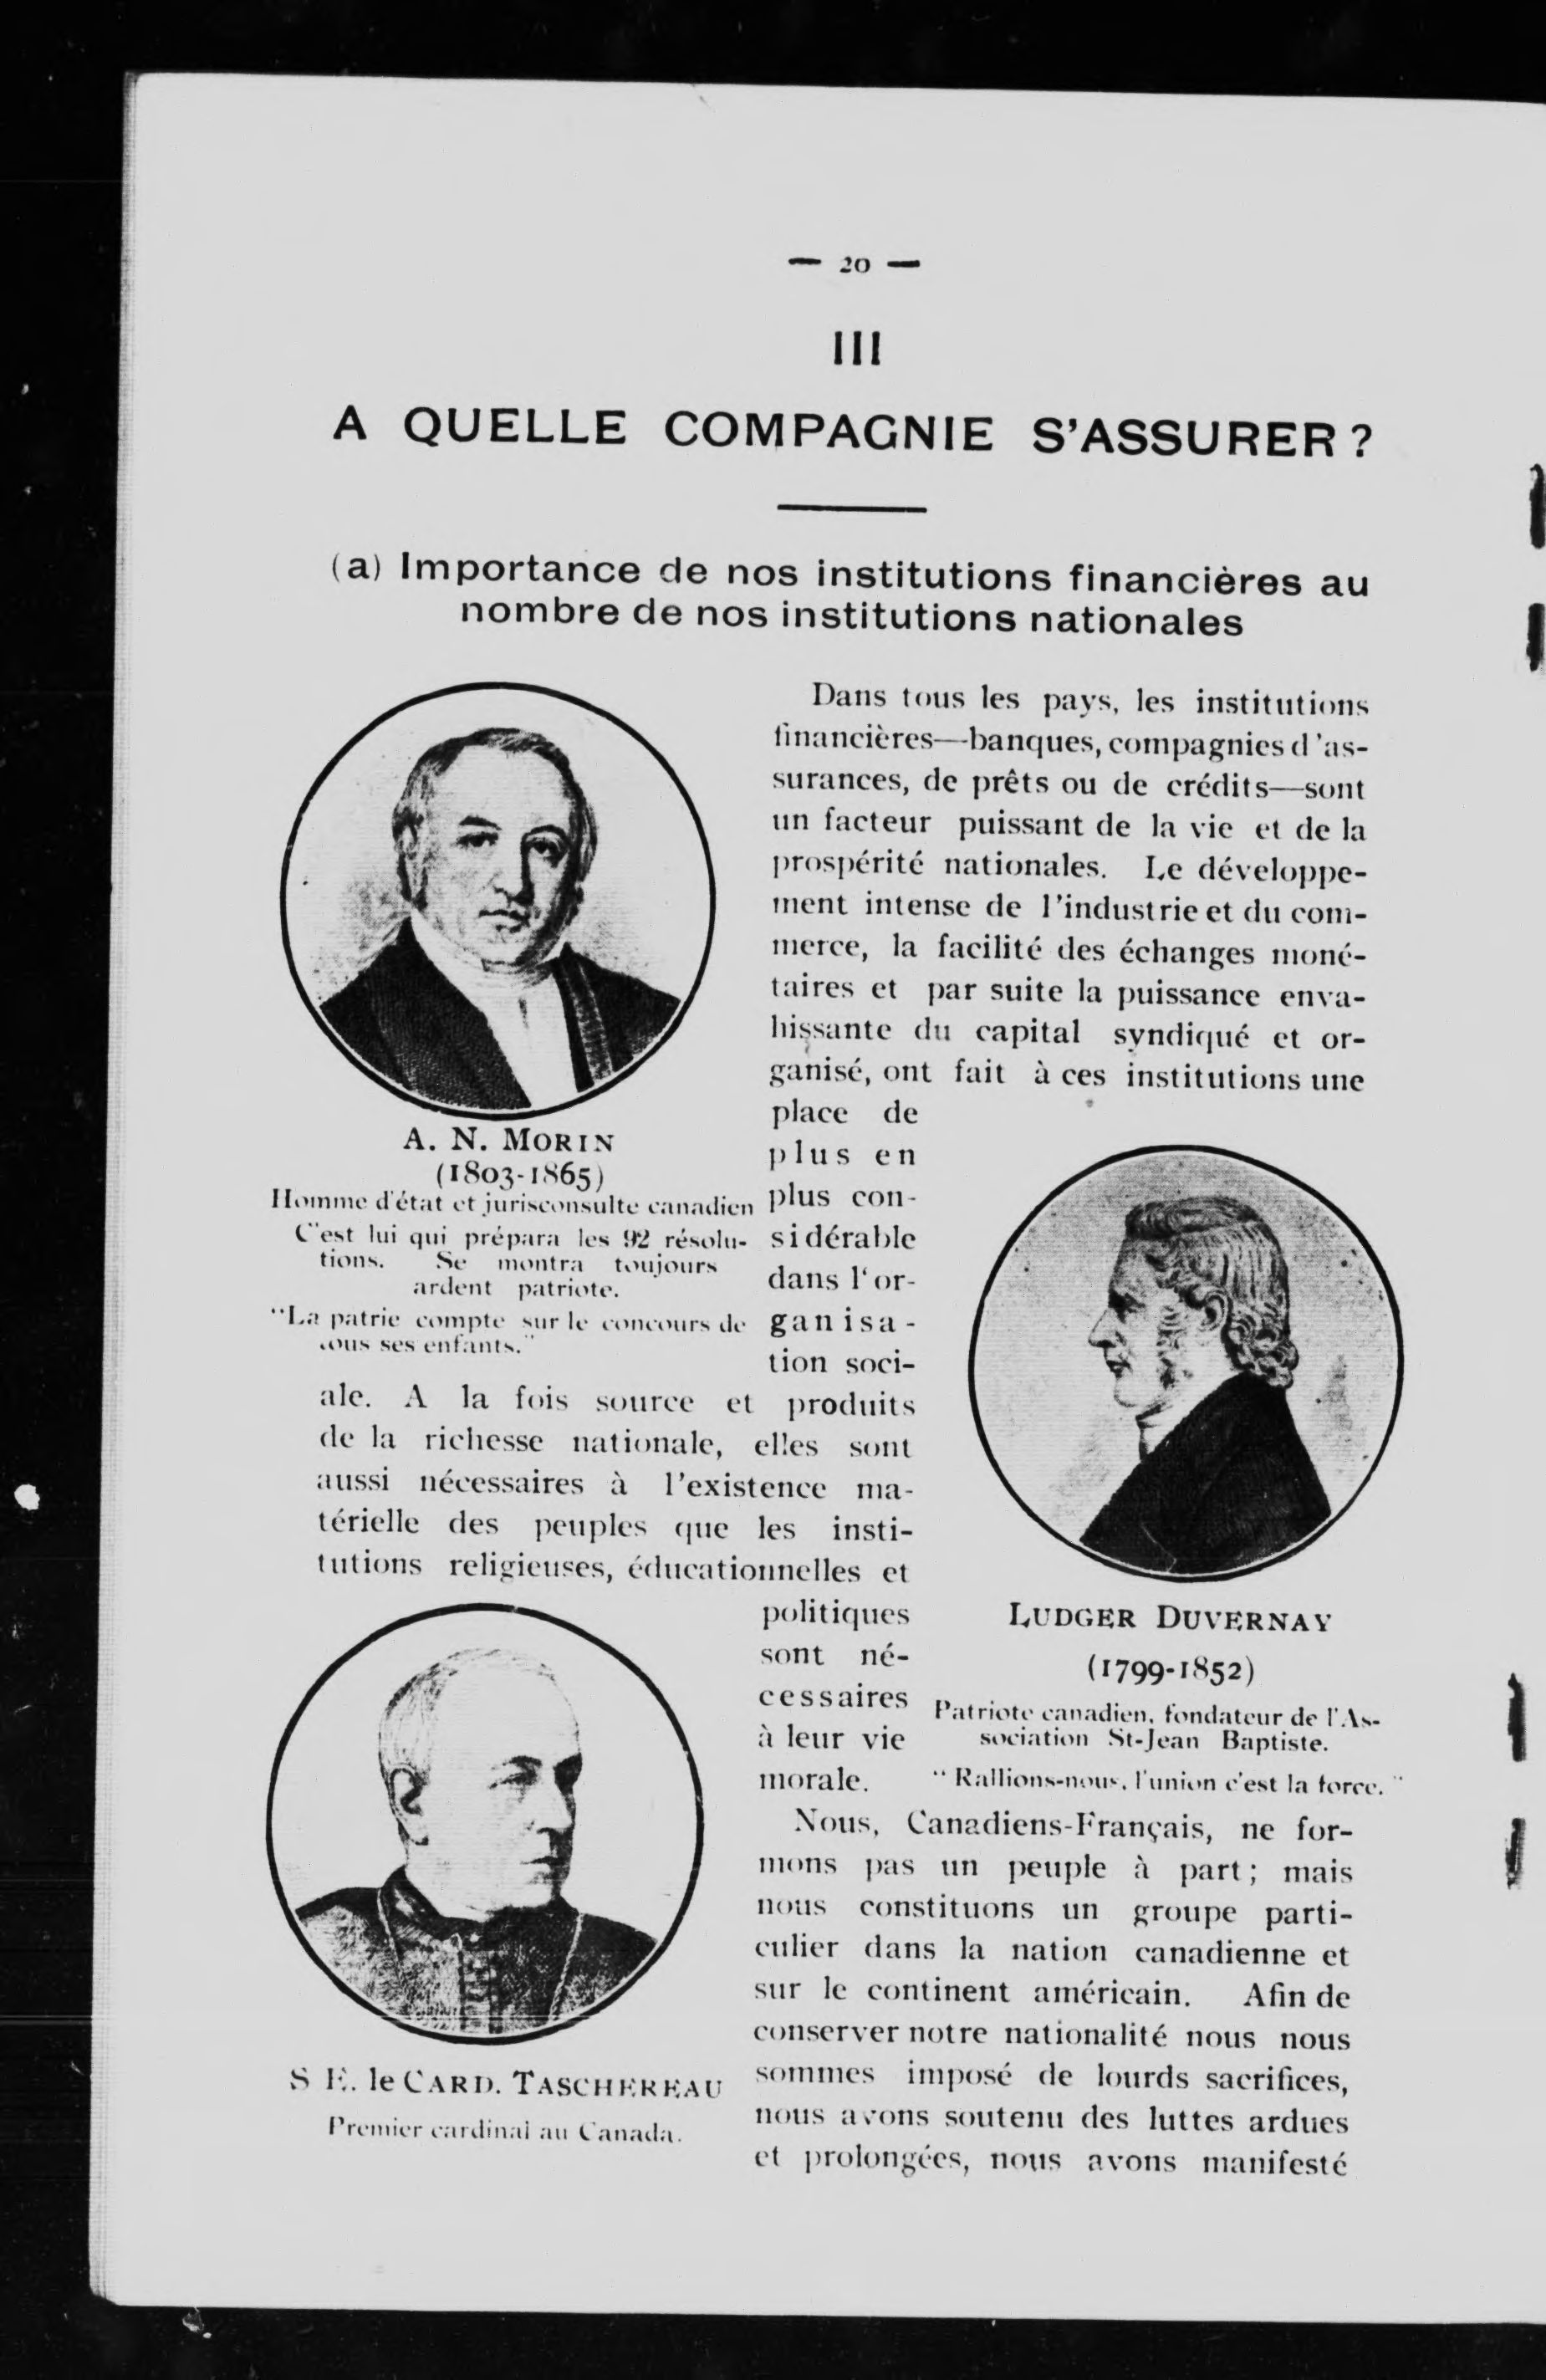 — 20 —
III
A QUELLE COMPAGNIE S'ASSURER?
(a) Importance de nos institutions financières au
nombre de nos institutions nationales
Dans tous les pays, les institutions
financières—banques, compagnies d'as-
surances, de prêts ou de crédits—sont
un facteur puissant de la vie et de la
prospérité nationales. Le développe-
ment intense de l'industrie et du com-
merce, la facilité des échanges moné-
taires et par suite la puissance enva-
hissante du capital syndiqué et or-
ganisé, ont fait à ces institutions une
place de
plus en
plus con-
sidérable
dans l'or-
ganisa-
tion soci-
ale. A la fois source et produits
de la richesse nationale, elles sont
aussi nécessaires à l'existence ma-
térielle des peuples que les insti-
tutions religieuses, éducationnelles et
politiques
sont né-
cessaires
à leur vie
morale.
A. N. MORIN
(1803-1865)
Homme d'état et jurisconsulte canadien
C'est lui qui prépara les 92 résolu-
tions. Se montra toujours
ardent patriote.
"La patrie compte sur le concours de
tous ses enfants."
LUDGER DUVERNAY
(1799-1852)
Patriote canadien, fondateur de l'As-
sociation St-Jean Baptiste.
"Rallions-nous, l'union c'est la force."
Nous, Canadiens-Français, ne for-
mons pas un peuple à part; mais
nous constituons un groupe parti-
culier dans la nation canadienne et
sur le continent américain. Afin de
conserver notre nationalité nous nous
sommes imposé de lourds sacrifices,
nous avons soutenu des luttes ardues
et prolongées, nous avons manifesté
S E. le CARD. TASCHEREAU
Premier cardinal au Canada.